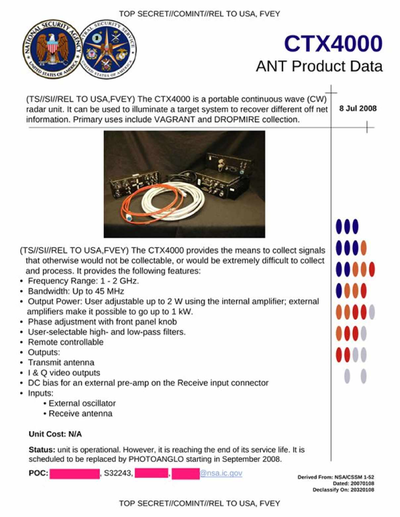 TOP SECRET//COMINT//REL TO USA, FVEY
NATIONAL SECURITY AGENCY
UNITED STATES OF AMERICA
CTX4000
ANT Product Data
(TS//SI//REL TO USA,FVEY) The CTX4000 is a portable continuous wave (CW)
radar unit. It can be used to illuminate a target system to recover different off net
information. Primary uses include VAGRANT and DROPMIRE collection.
8 Jul 2008
(TS//SI//REL TO USA,FVEY) The CTX4000 provides the means to collect signals
that otherwise would not be collectable, or would be extremely difficult to collect
and process. It provides the following features:
• Frequency Range: 1 - 2 GHz.
• Bandwidth: Up to 45 MHz
• Output Power: User adjustable up to 2 W using the internal amplifier; external
amplifiers make it possible to go up to 1 kW.
• Phase adjustment with front panel knob
• User-selectable high- and low-pass filters.
• Remote controllable
• Outputs:
• Transmit antenna
• I & Q video outputs
• DC bias for an external pre-amp on the Receive input connector
• Inputs:
• External oscillator
• Receive antenna
Unit Cost: N/A
Status: unit is operational. However, it is reaching the end of its service life. It is
scheduled to be replaced by PHOTOANGLO starting in September 2008.
POC: , S32243, , @nsa.ic.gov
Derived From: NSA/CSSM 1-52
Dated: 20070108
Declassify On: 20320108
TOP SECRET//COMINT//REL TO USA, FVEY